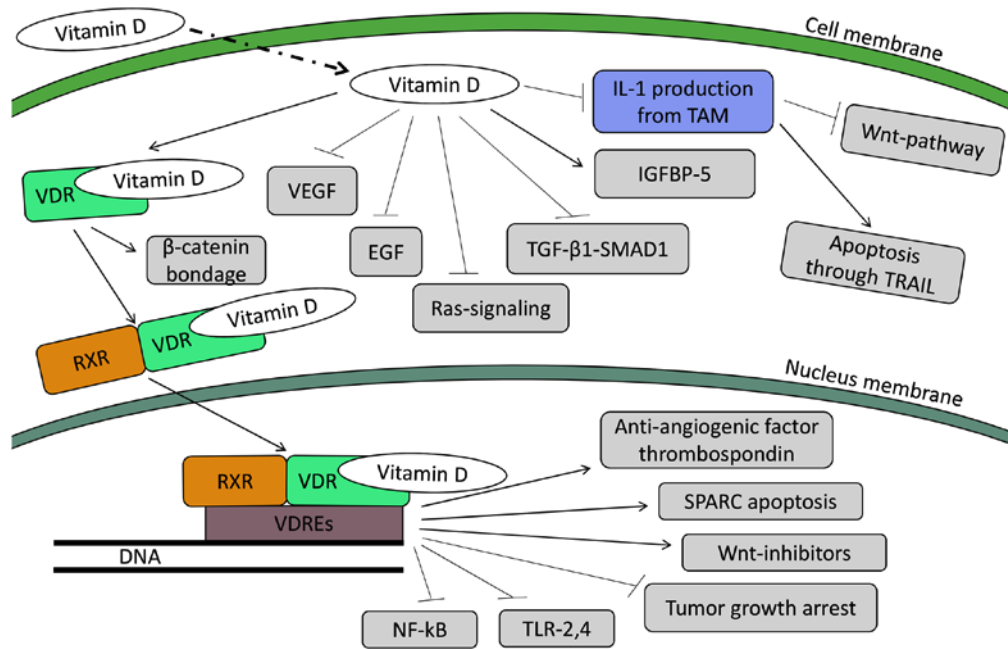 Vitamin D
Cell membrane
Vitamin D
IL-1 production
from TAM
Wnt-pathway
VDR
Vitamin D
VEGF
IGFBP-5
β-catenin
bondage
EGF
TGF-β1-SMAD1
Apoptosis
through TRAIL
Ras-signaling
RXR
VDR
Vitamin D
Nucleus membrane
Anti-angiogenic factor
thrombospondin
RXR
VDR
Vitamin D
SPARC apoptosis
VDREs
DNA
Wnt-inhibitors
Tumor growth arrest
NF-kB
TLR-2,4